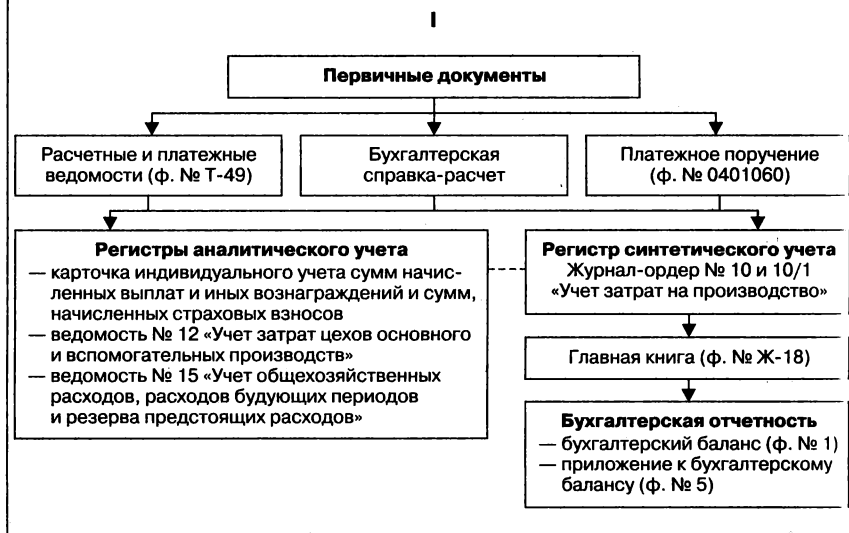 I
Первичные документы
Расчетные и платежные
ведомости (ф. № Т-49)
Бухгалтерская
справка-расчет
Платежное поручение
(ф. № 0401060)
Регистры аналитического учета
— карточка индивидуального учета сумм начис-
ленных выплат и иных вознаграждений и сумм,
начисленных страховых взносов
— ведомость № 12 «Учет затрат цехов основного
и вспомогательных производств»
— ведомость № 15 «Учет общехозяйственных
расходов, расходов будующих периодов
и резерва предстоящих расходов»
Регистр синтетического учета
Журнал-ордер № 10 и 10/1
«Учет затрат на производство»
Главная книга (ф. № Ж-18)
Бухгалтерская отчетность
— бухгалтерский баланс (ф. № 1)
— приложение к бухгалтерскому
балансу (ф. № 5)